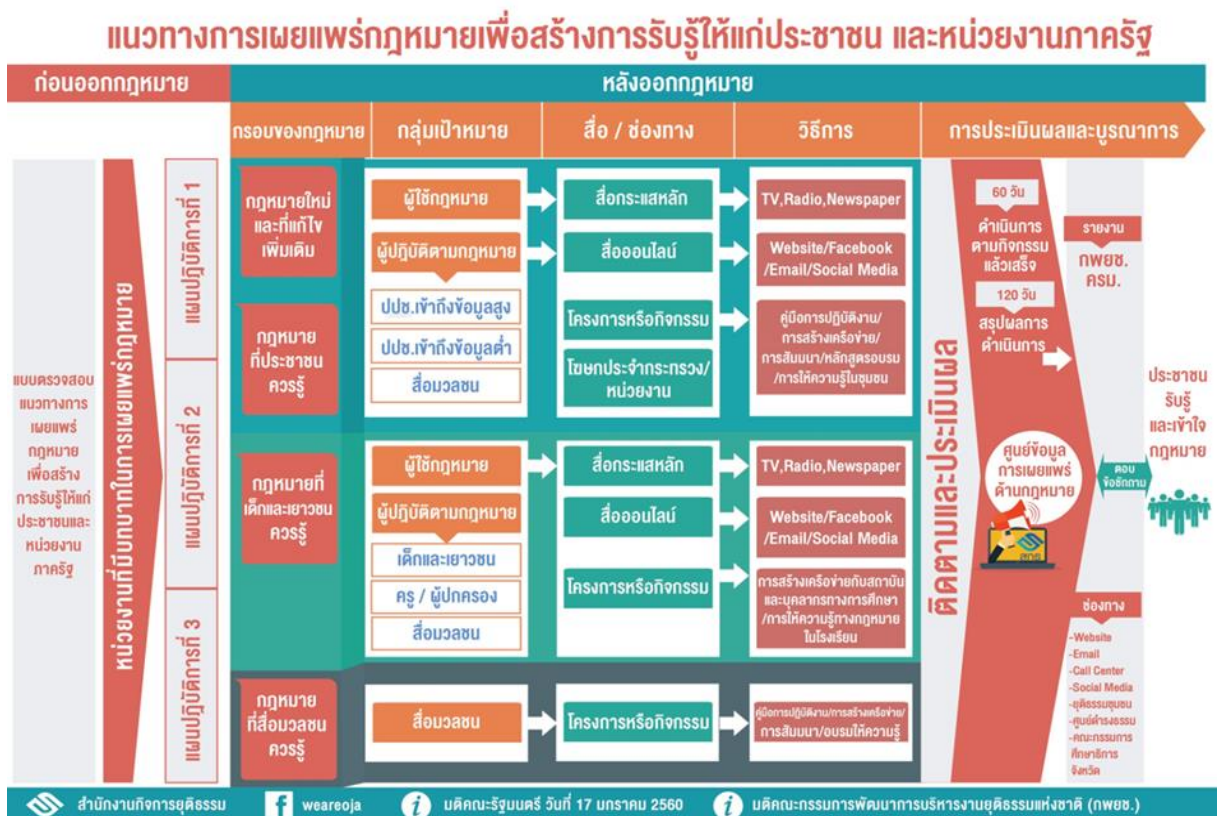 แนวทางการเผยแพร่กฎหมายเพื่อสร้างการรับรู้ให้แก่ประชาชน และหน่วยงานภาครัฐ
ก่อนออกกฎหมาย
หลังออกกฎหมาย
กรอบของกฎหมาย
กลุ่มเป้าหมาย
สื่อ / ช่องทาง
วิธีการ
การประเมินผลและบูรณาการ
แบบตรวจสอบ
แนวทางการ
เผยแพร่
กฎหมาย
เพื่อสร้าง
การรับรู้ให้แก่
ประชาชนและ
หน่วยงาน
ภาครัฐ
หน่วยงานที่มีบทบาทในการเผยแพร่กฎหมาย
แผนปฏิบัติการที่ 1
แผนปฏิบัติการที่ 2
แผนปฏิบัติการที่ 3
กฎหมายใหม่
และที่แก้ไข
เพิ่มเติม
กฎหมาย
ที่ประชาชน
ควรรู้
ผู้ใช้กฎหมาย
ผู้ปฏิบัติตามกฎหมาย
ปปช.เข้าถึงข้อมูลสูง
ปปช.เข้าถึงข้อมูลต่ำ
สื่อมวลชน
สื่อกระแสหลัก
สื่อออนไลน์
โครงการหรือกิจกรรม
โฆษกประจำกระทรวง/
หน่วยงาน
TV,Radio,Newspaper
Website/Facebook
/Email/Social Media
คู่มือการปฏิบัติงาน/
การสร้างเครือข่าย/
การสัมมนา/หลักสูตรอบรม
/การให้ความรู้ในชุมชน
กฎหมายที่
เด็กและเยาวชน
ควรรู้
ผู้ใช้กฎหมาย
ผู้ปฏิบัติตามกฎหมาย
เด็กและเยาวชน
ครู / ผู้ปกครอง
สื่อมวลชน
สื่อกระแสหลัก
สื่อออนไลน์
โครงการหรือกิจกรรม
TV,Radio,Newspaper
Website/Facebook
/Email/Social Media
การสร้างเครือข่ายกับสถาบัน
และบุคลากรทางการศึกษา
/การให้ความรู้ทางกฎหมาย
ในโรงเรียน
กฎหมาย
ที่สื่อมวลชน
ควรรู้
สื่อมวลชน
โครงการหรือกิจกรรม
คู่มือการปฏิบัติงาน/การสร้างเครือข่าย/
การสัมมนา/อบรมให้ความรู้
ติดตามและประเมินผล
60 วัน
ดำเนินการ
ตามกิจกรรม
แล้วเสร็จ
120 วัน
สรุปผลการ
ดำเนินการ
รายงาน
กพยช.
ครม.
ศูนย์ข้อมูล
การเผยแพร่
ด้านกฎหมาย
สกธ
ตอบ
ข้อซักถาม
ประชาชน
รับรู้
และเข้าใจ
กฎหมาย
ช่องทาง
-Website
-Email
-Call Center
-Social Media
-ยุติธรรมชุมชน
-ศูนย์ดำรงธรรม
-คณะกรรมการ
ศึกษาธิการ
จังหวัด
สำนักงานกิจการยุติธรรม
f weareoja
i มติคณะรัฐมนตรี วันที่ 17 มกราคม 2560
i มติคณะกรรมการพัฒนาการบริหารงานยุติธรรมแห่งชาติ (กพยช.)